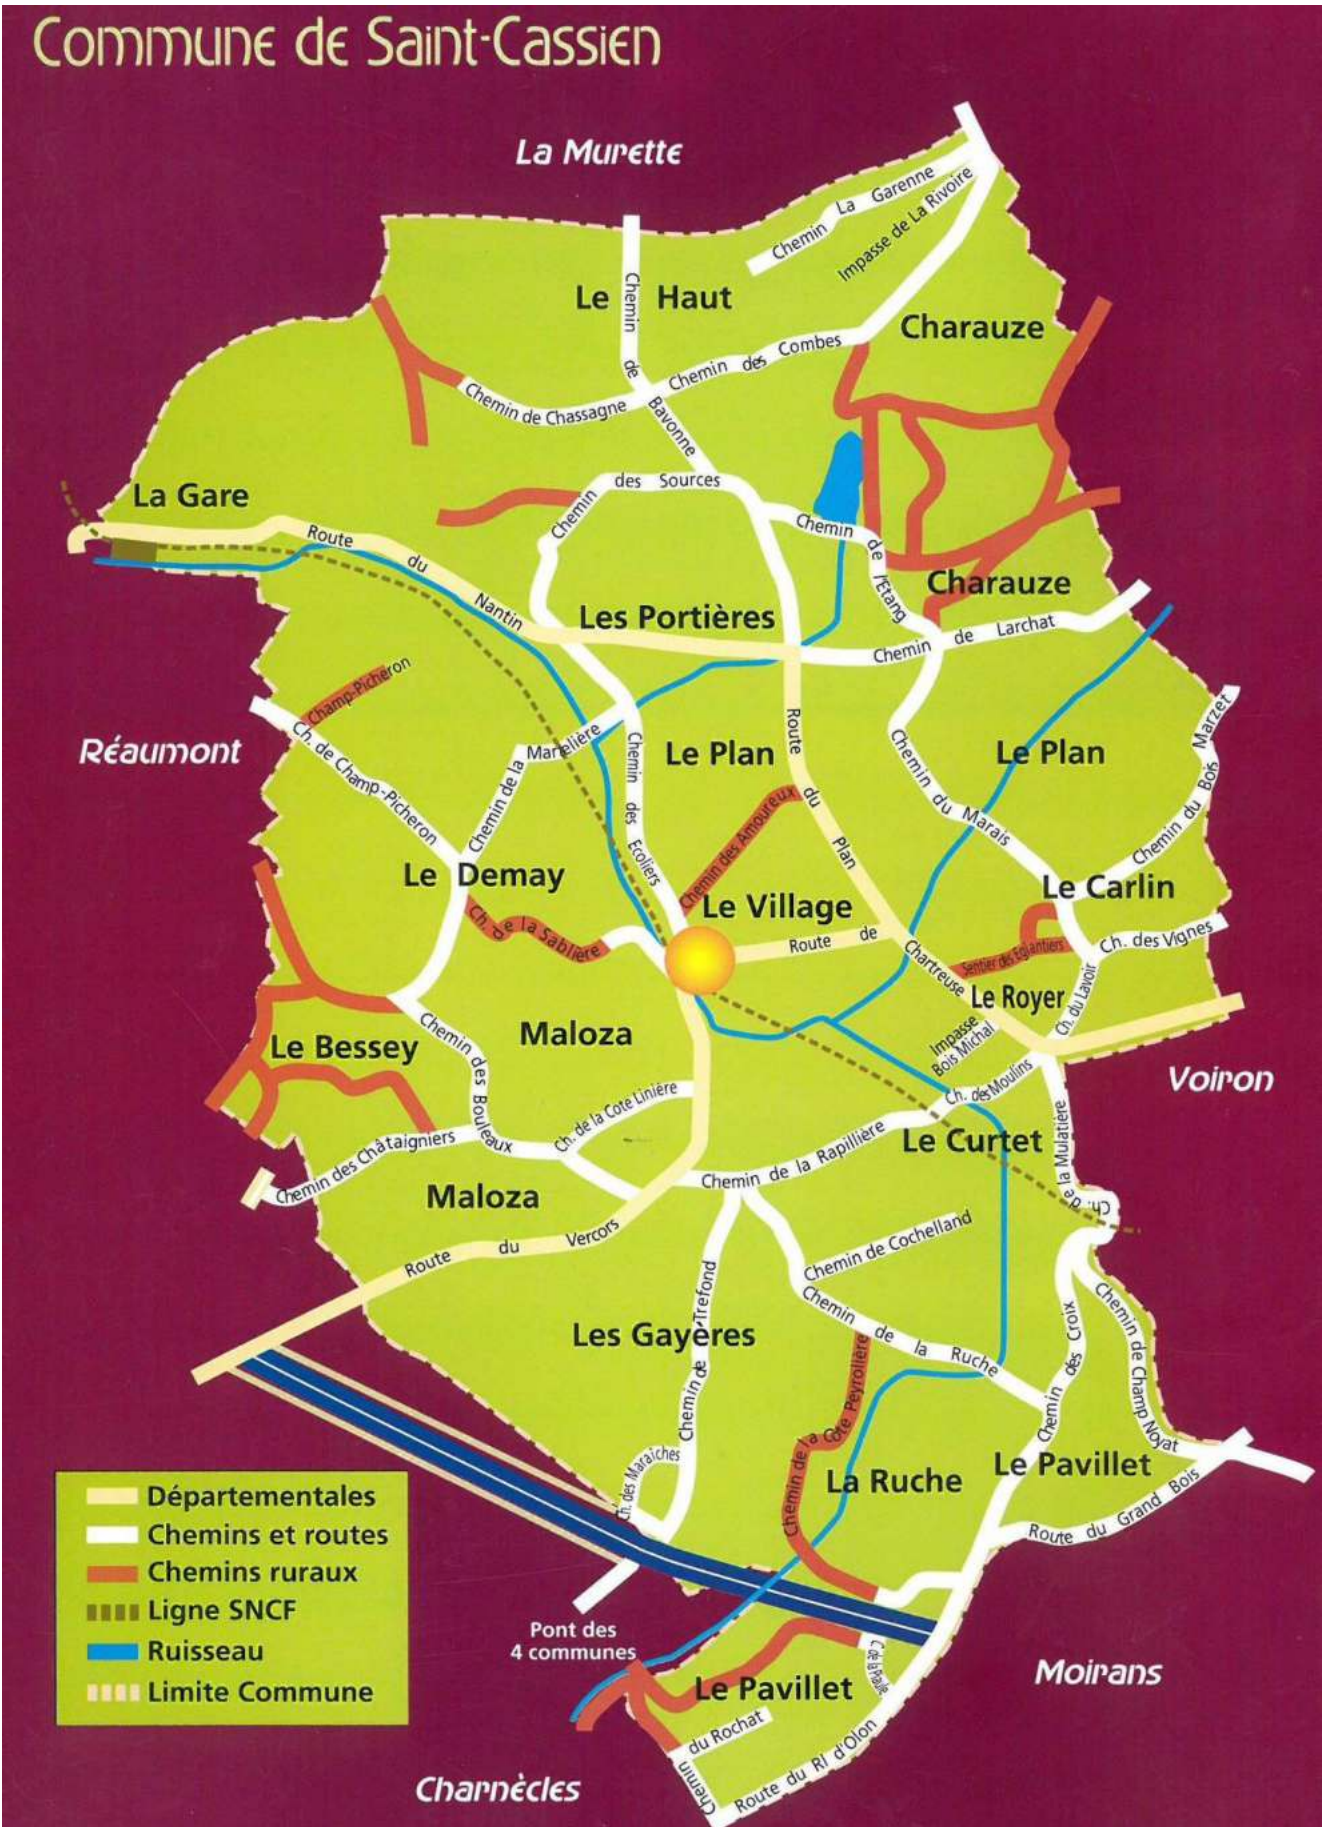 Commune de Saint-Cassien
La Murette
Chemin La Garenne
Impasse de La Rivoire
Le Haut
Chemin de Bavonne
Charauze
Chemin des Combes
Chemin de Chassagne
La Gare
Chemin des Sources
Chemin de l'Etang
Route du Nantin
Charauze
Les Portières
Chemin de Larchat
Champ-Picheron
Ch. de Champ-Picheron
Réaumont
Chemin de la Martelière
Chemin des Ecoliers
Le Plan
Route du Plan
Le Plan
Chemin du Marais
Chemin du Bois Marzet
Chemin des Amoureux
Le Demay
Le Carlin
Le Village
Ch. de la Sablière
Route de Chartreuse
Sentier des Eglantiers
Ch. des Vignes
Ch. du Lavoir
Le Royer
Impasse
Bois Michal
Maloza
Le Bessey
Chemin des Bouleaux
Voiron
Ch. de la Cote Linière
Ch. des Moulins
Ch. de la Mulatière
Chemin des Châtaigniers
Le Curtet
Chemin de la Rapillière
Maloza
Route du Vercors
Chemin de Cochelland
Chemin de Trefond
Chemin de la Ruche
Les Gayères
Chemin des Croix
Chemin de Champ Noyat
Chemin de la Côte Peyrolière
Ch. des Maraiches
La Ruche
Le Pavillet
Route du Grand Bois
Départementales
Chemins et routes
Chemins ruraux
Ligne SNCF
Ruisseau
Limite Commune
Pont des
4 communes
C. de la Piaule
Moirans
Le Pavillet
Chemin du Rochat
Route du RI d'Olon
Charnècles